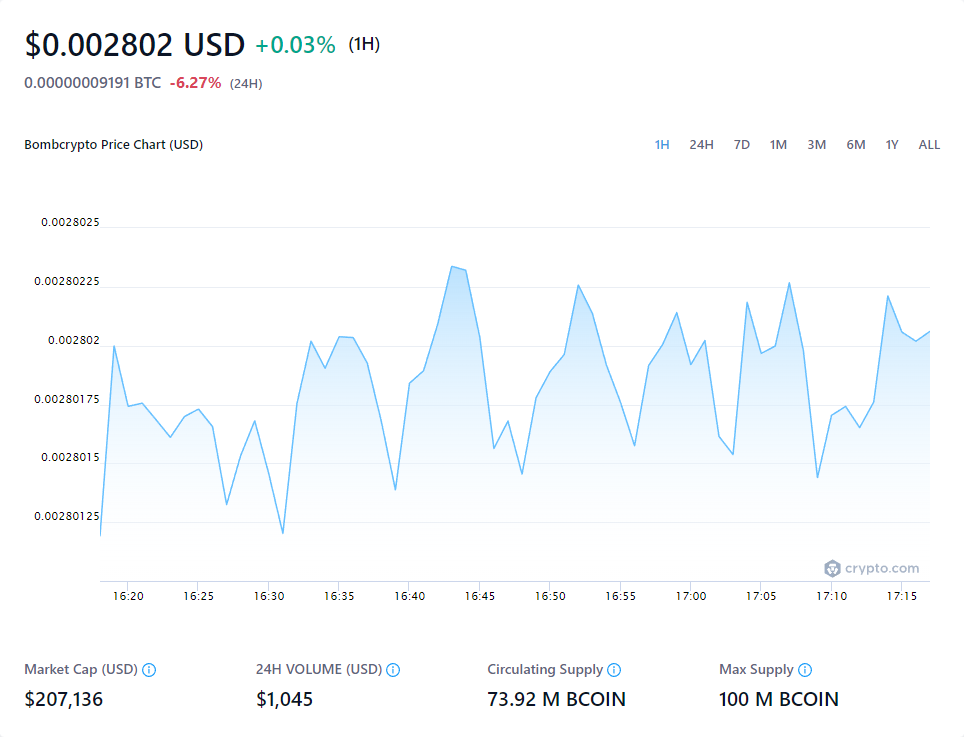 $0.002802 USD +0.03% (1H)
0.00000009191 BTC -6.27% (24H)
Bombcrypto Price Chart (USD) 1H 24H 7D 1M 3M 6M 1Y ALL
0.0028025
0.00280225
0.002802
0.00280175
0.0028015
0.00280125
crypto.com
16:20 16:25 16:30 16:35 16:40 16:45 16:50 16:55 17:00 17:05 17:10 17:15
Market Cap (USD) 24H VOLUME (USD) Circulating Supply Max Supply
$207,136 $1,045 73.92 M BCOIN 100 M BCOIN